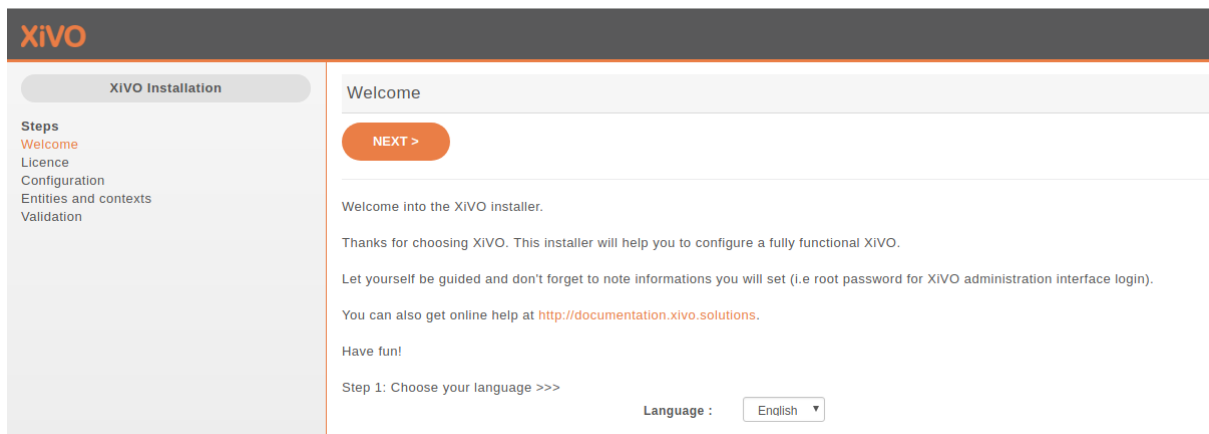 XiVO
XiVO Installation
Steps
Welcome
Licence
Configuration
Entities and contexts
Validation
Welcome
NEXT >
Welcome into the XiVO installer.
Thanks for choosing XiVO. This installer will help you to configure a fully functional XiVO.
Let yourself be guided and don't forget to note informations you will set (i.e root password for XiVO administration interface login).
You can also get online help at http://documentation.xivo.solutions.
Have fun!
Step 1: Choose your language >>>
Language : English